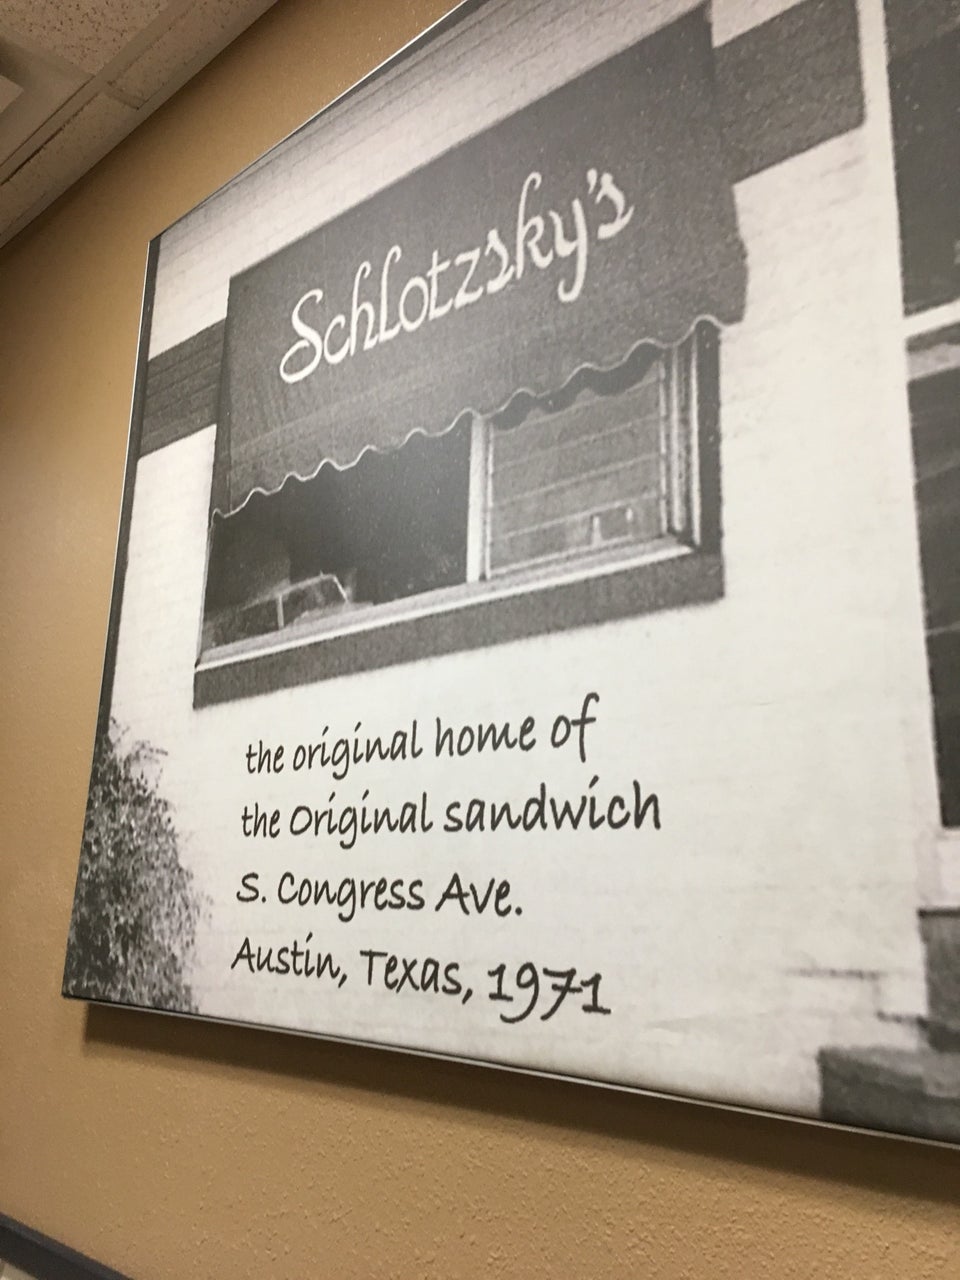 Schlotzsky's
the original home of
the Original sandwich
S. Congress Ave.
Austin, Texas, 1971